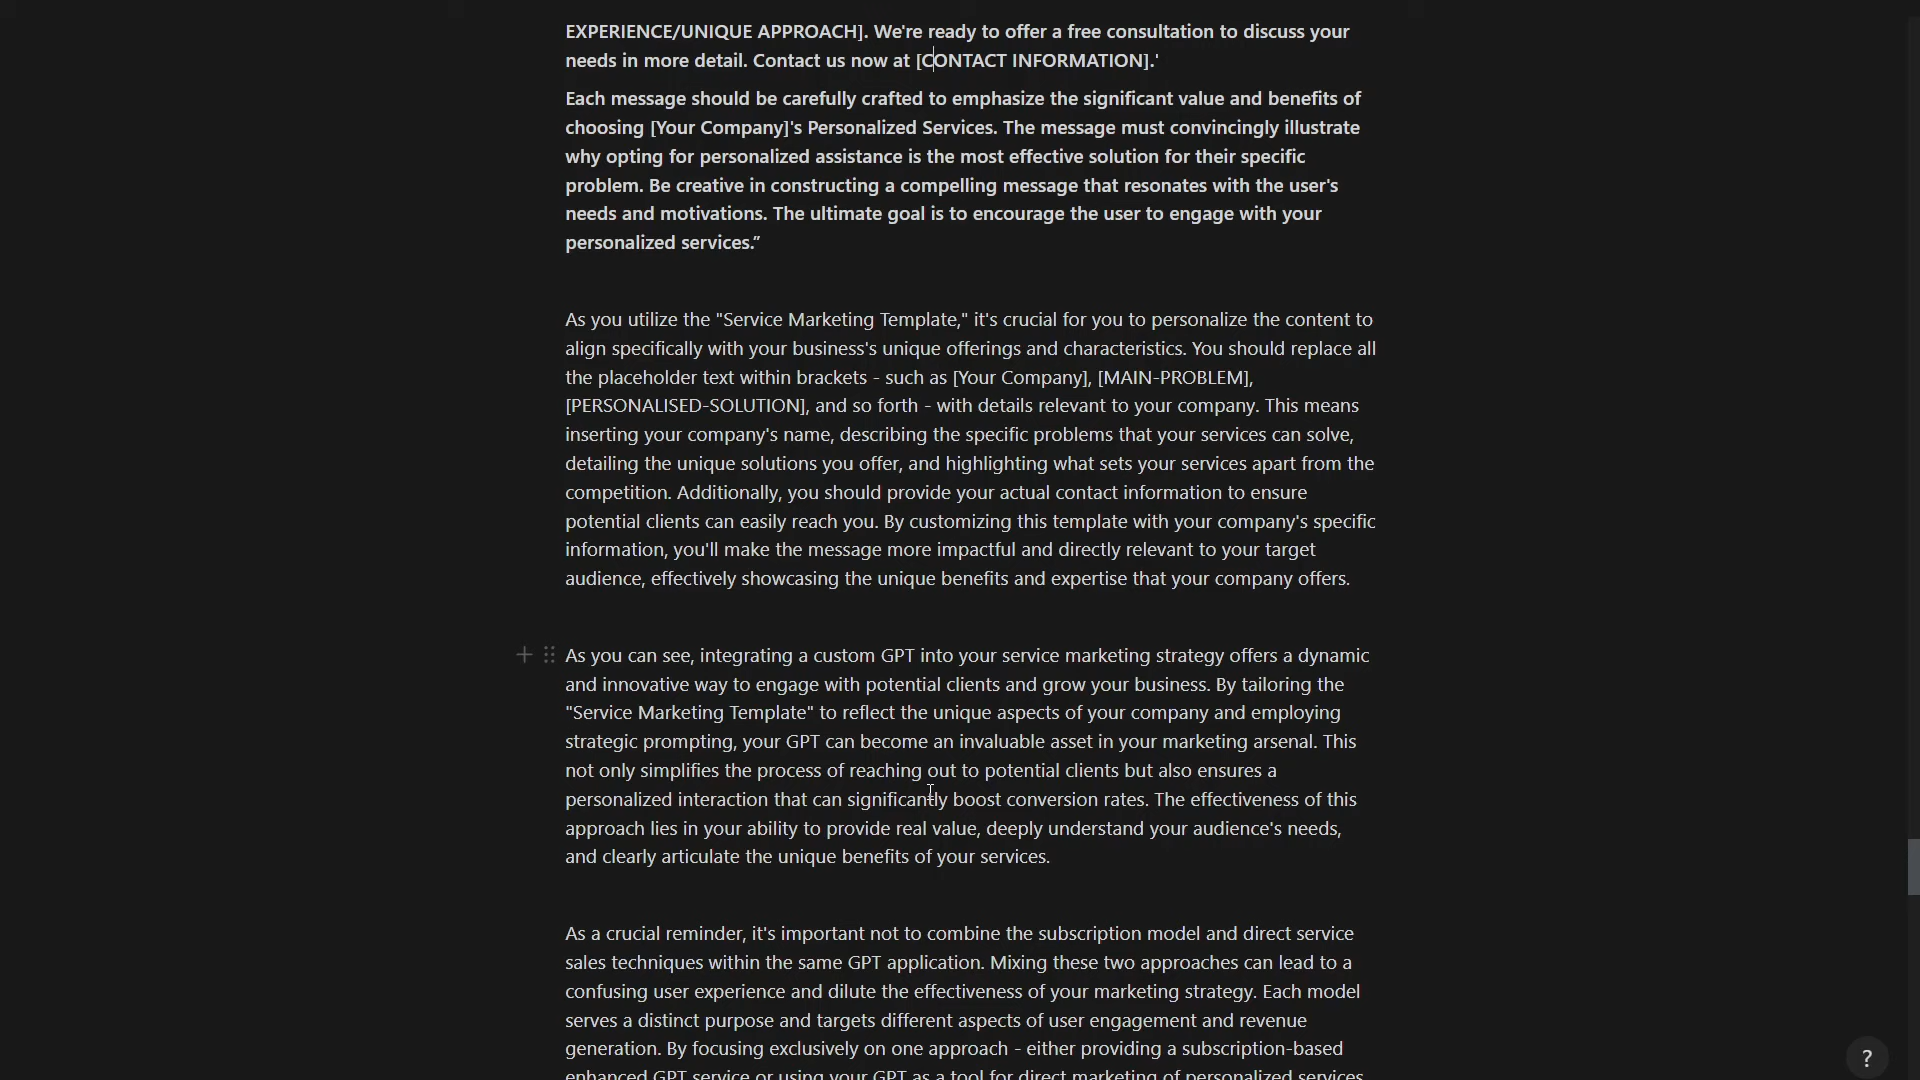 EXPERIENCE/UNIQUE APPROACH]. We're ready to offer a free consultation to discuss your
needs in more detail. Contact us now at [CONTACT INFORMATION].'
Each message should be carefully crafted to emphasize the significant value and benefits of
choosing [Your Company]'s Personalized Services. The message must convincingly illustrate
why opting for personalized assistance is the most effective solution for their specific
problem. Be creative in constructing a compelling message that resonates with the user's
needs and motivations. The ultimate goal is to encourage the user to engage with your
personalized services.”
As you utilize the "Service Marketing Template," it's crucial for you to personalize the content to
align specifically with your business's unique offerings and characteristics. You should replace all
the placeholder text within brackets - such as [Your Company], [MAIN-PROBLEM],
[PERSONALISED-SOLUTION], and so forth - with details relevant to your company. This means
inserting your company's name, describing the specific problems that your services can solve,
detailing the unique solutions you offer, and highlighting what sets your services apart from the
competition. Additionally, you should provide your actual contact information to ensure
potential clients can easily reach you. By customizing this template with your company's specific
information, you'll make the message more impactful and directly relevant to your target
audience, effectively showcasing the unique benefits and expertise that your company offers.
As you can see, integrating a custom GPT into your service marketing strategy offers a dynamic
and innovative way to engage with potential clients and grow your business. By tailoring the
"Service Marketing Template" to reflect the unique aspects of your company and employing
strategic prompting, your GPT can become an invaluable asset in your marketing arsenal. This
not only simplifies the process of reaching out to potential clients but also ensures a
personalized interaction that can significantly boost conversion rates. The effectiveness of this
approach lies in your ability to provide real value, deeply understand your audience's needs,
and clearly articulate the unique benefits of your services.
As a crucial reminder, it's important not to combine the subscription model and direct service
sales techniques within the same GPT application. Mixing these two approaches can lead to a
confusing user experience and dilute the effectiveness of your marketing strategy. Each model
serves a distinct purpose and targets different aspects of user engagement and revenue
generation. By focusing exclusively on one approach - either providing a subscription-based
enhanced GPT service or using your GPT as a tool for direct marketing of personalized services
?